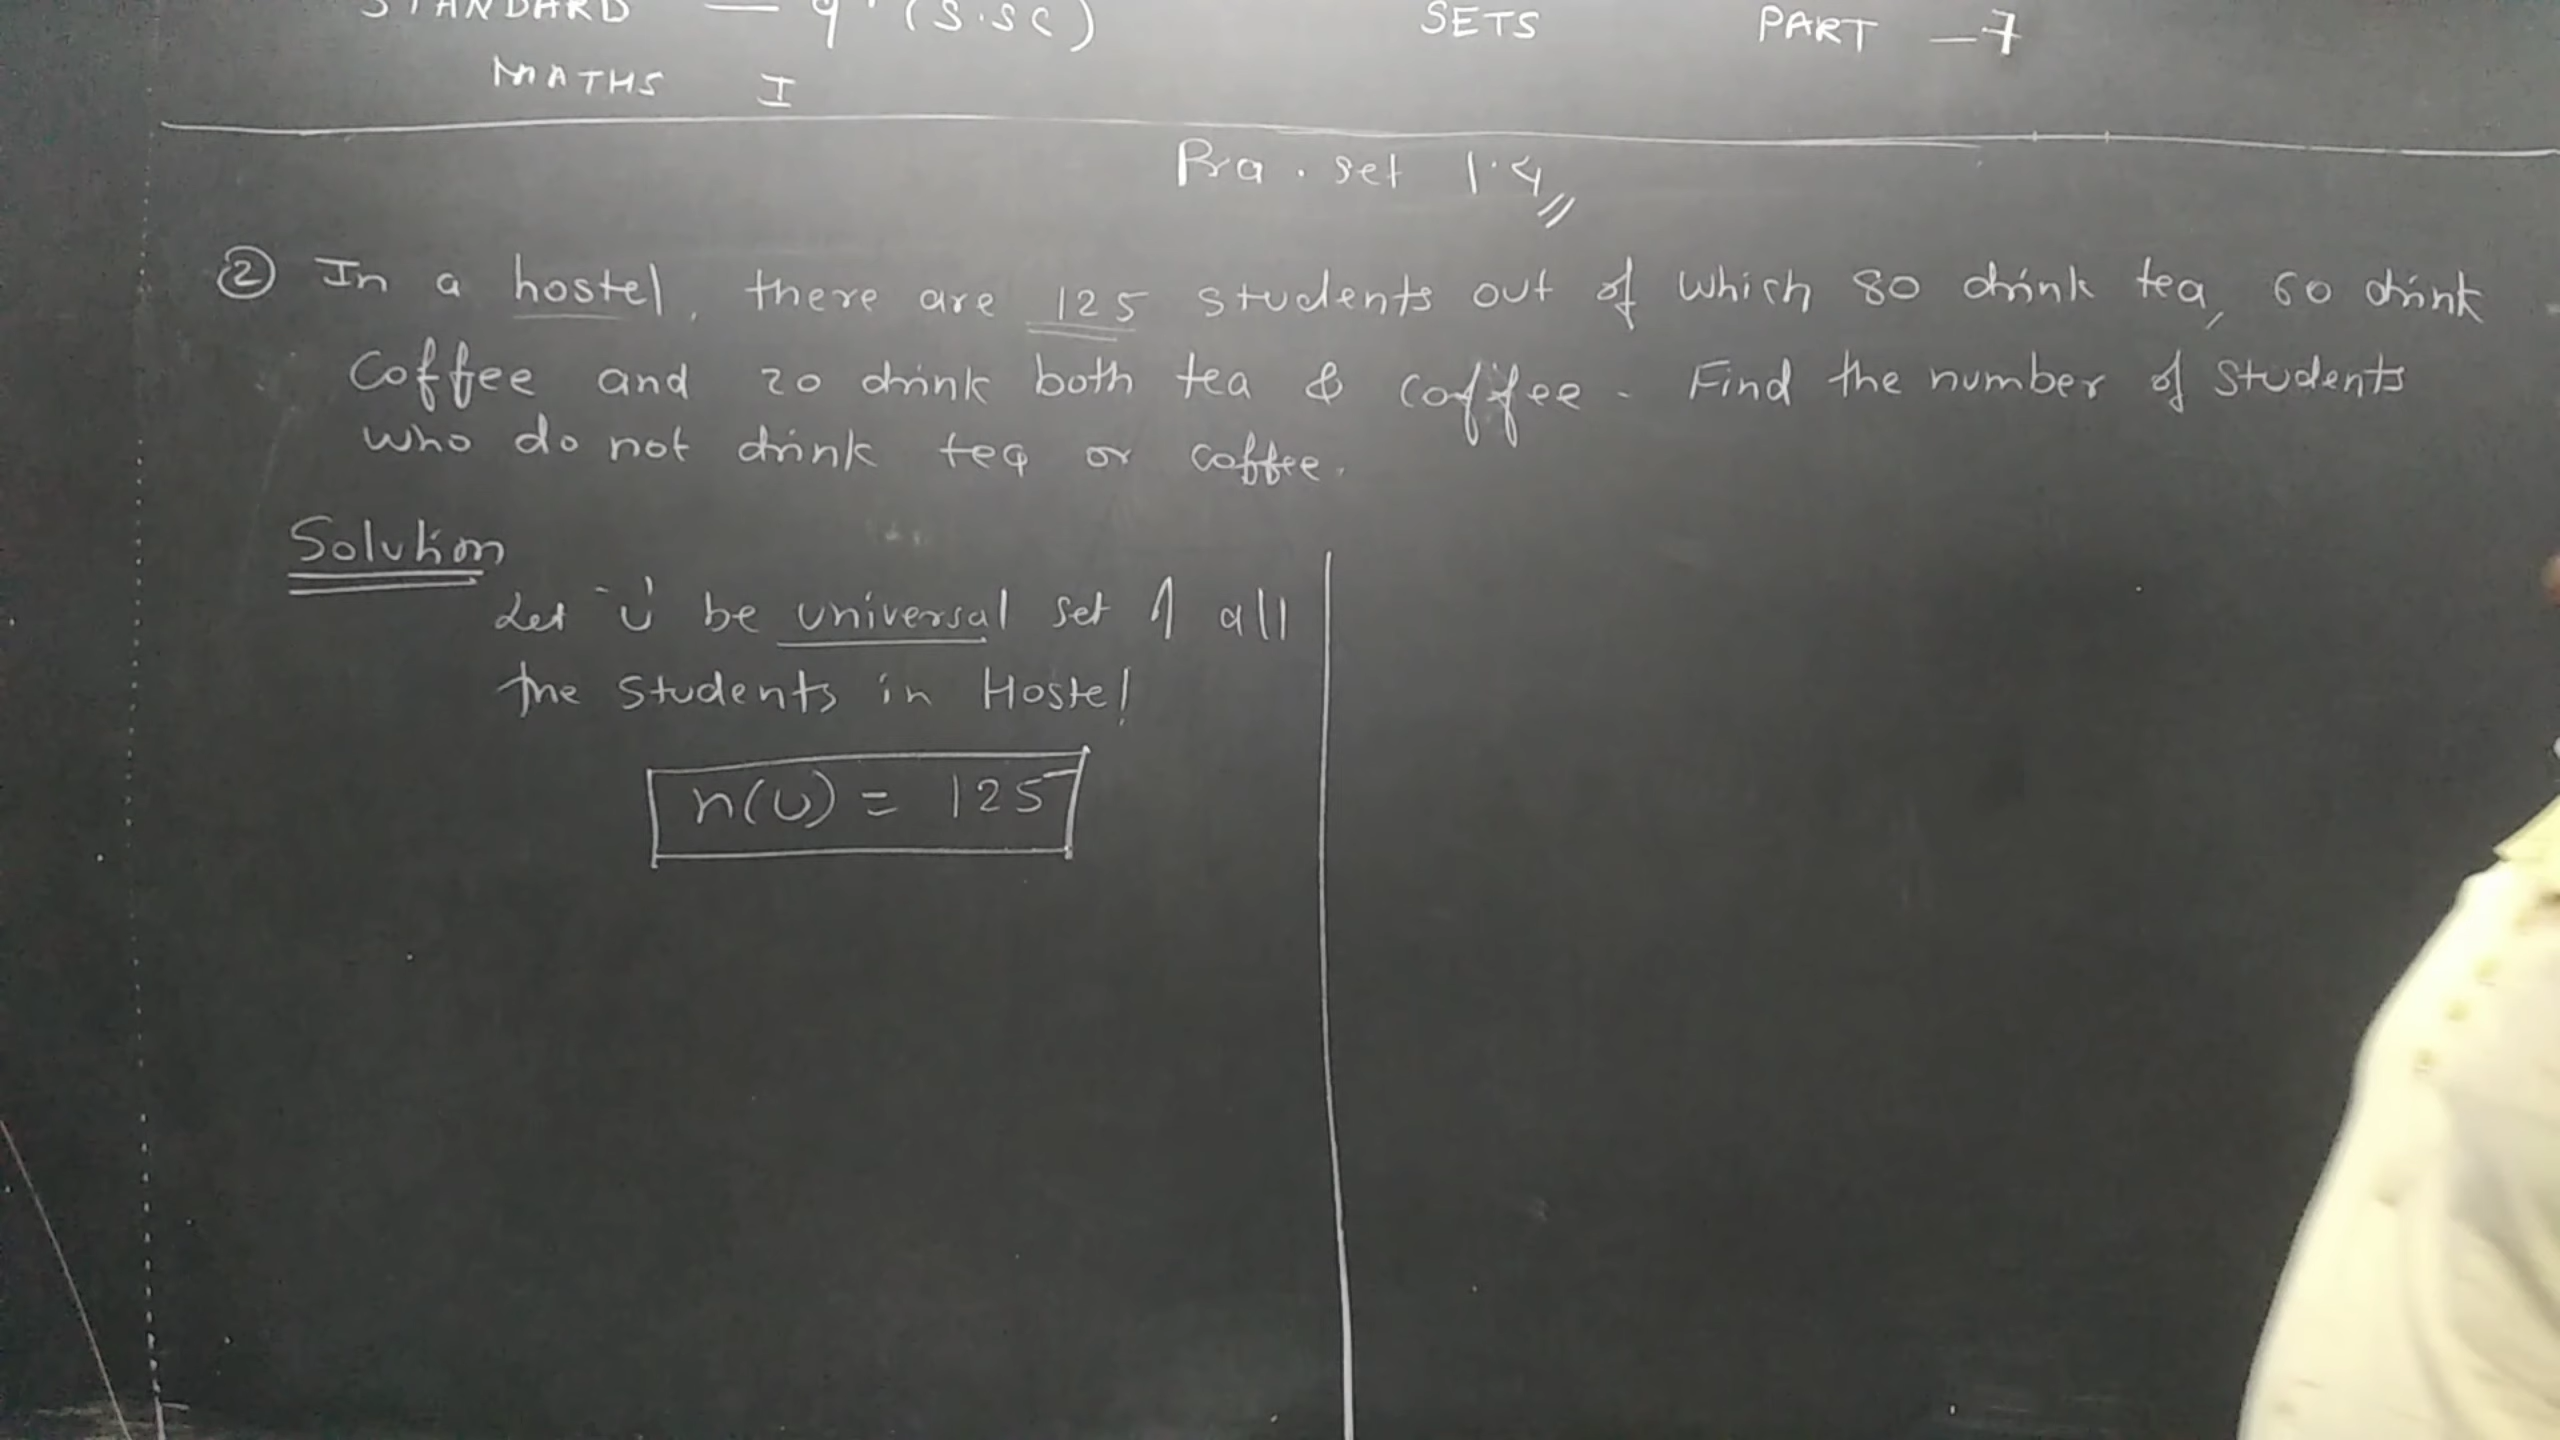 STANDARD — 9 (S.SC) SETS PART - 7
MATHS I
Pra. set 1.4
② In a hostel, there are 125 students out of which 80 drink tea, 60 drink
Coffee and 20 drink both tea & coffee. Find the number of students
who do not drink tea or coffee.
Solution
Let 'U' be universal set of all
the students in Hostel
n(U) = 125